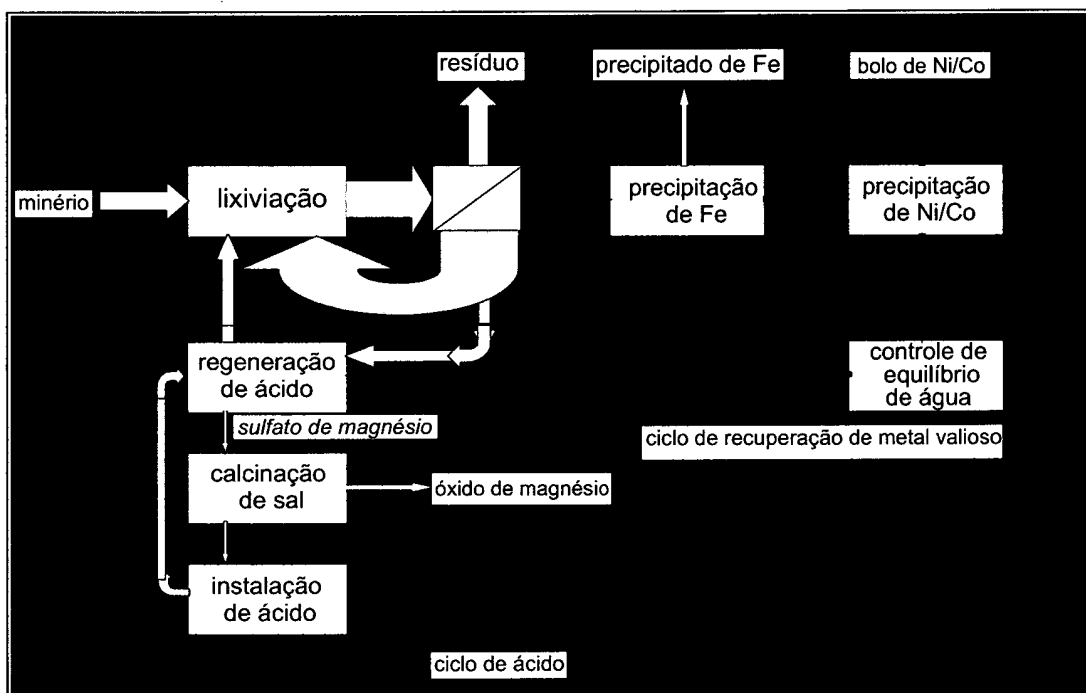 resíduo
precipitado de Fe
bolo de Ni/Co
minério
lixiviação
precipitação
de Fe
precipitação
de Ni/Co
regeneração
de ácido
controle de
equilíbrio
de água
sulfato de magnésio
ciclo de recuperação de metal valioso
calcinação
de sal
óxido de magnésio
instalação
de ácido
ciclo de ácido